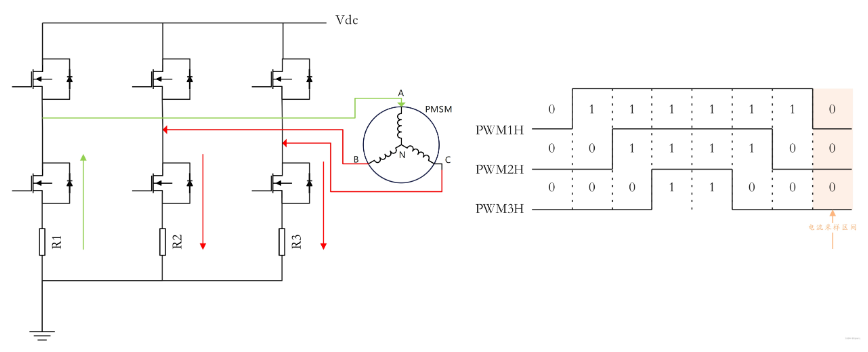 Vdc
A
PMSM
N
B
C
R1
R2
R3
0 1 1 1 1 1 1 0
PWM1H
0 0 1 1 1 1 0 0
PWM2H
0 0 0 1 1 0 0 0
PWM3H
电流采样区间